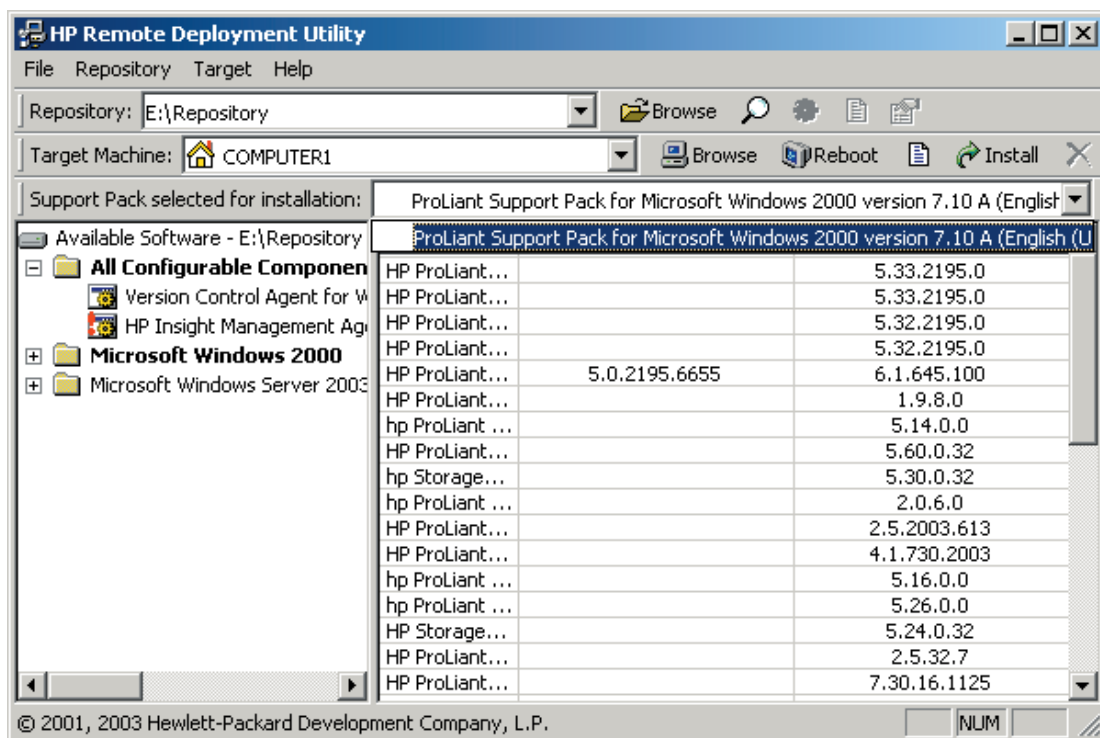 HP Remote Deployment Utility
File Repository Target Help
Repository: E:\Repository Browse
Target Machine: COMPUTER1 Browse Reboot Install
Support Pack selected for installation: ProLiant Support Pack for Microsoft Windows 2000 version 7.10 A (Englisł
Available Software - E:\Repository
ProLiant Support Pack for Microsoft Windows 2000 version 7.10 A (English (U
All Configurable Componen
Version Control Agent for W
HP Insight Management Ag
Microsoft Windows 2000
Microsoft Windows Server 2003
HP ProLiant... 5.33.2195.0
HP ProLiant... 5.33.2195.0
HP ProLiant... 5.32.2195.0
HP ProLiant... 5.32.2195.0
HP ProLiant... 5.0.2195.6655 6.1.645.100
HP ProLiant... 1.9.8.0
hp ProLiant ... 5.14.0.0
HP ProLiant... 5.60.0.32
hp Storage... 5.30.0.32
hp ProLiant ... 2.0.6.0
HP ProLiant... 2.5.2003.613
HP ProLiant... 4.1.730.2003
hp ProLiant ... 5.16.0.0
hp ProLiant ... 5.26.0.0
HP Storage... 5.24.0.32
HP ProLiant... 2.5.32.7
HP ProLiant... 7.30.16.1125
© 2001, 2003 Hewlett-Packard Development Company, L.P. NUM